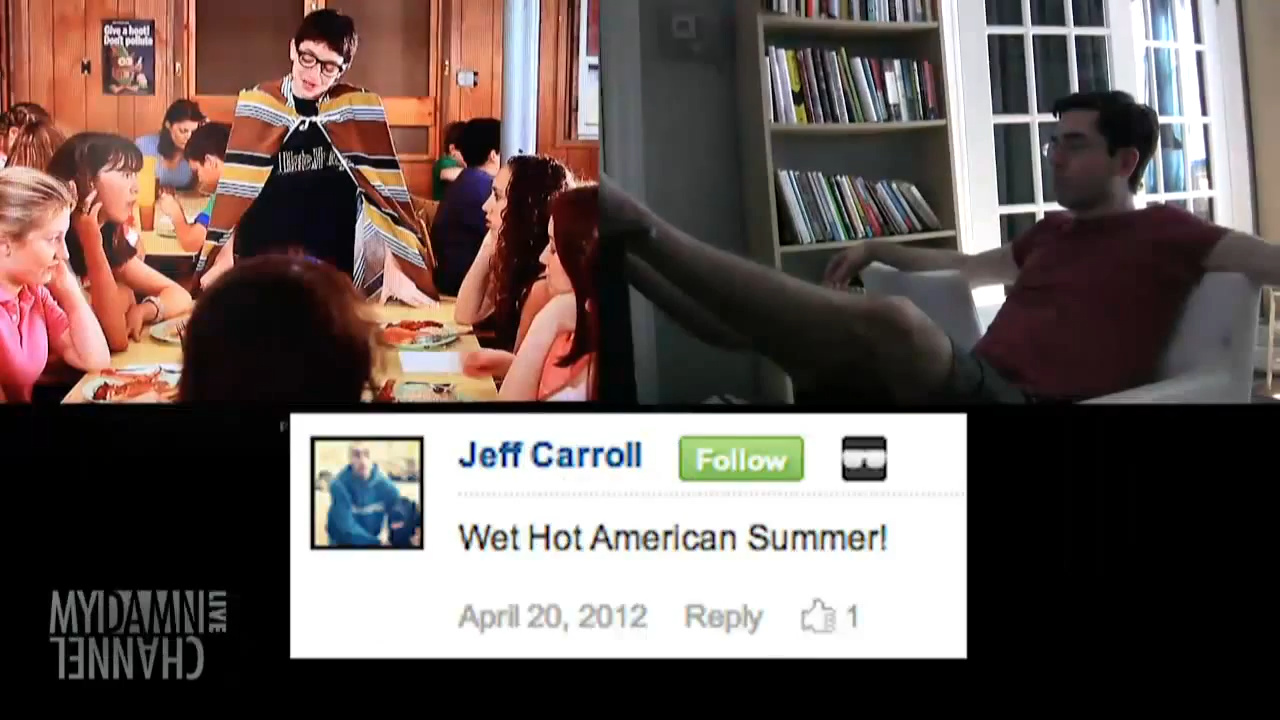 Give a hoot!
Don't pollute
Jeff Carroll
Follow
Wet Hot American Summer!
April 20, 2012 Reply 1
MYDAMN
LIVE
CHANNEL